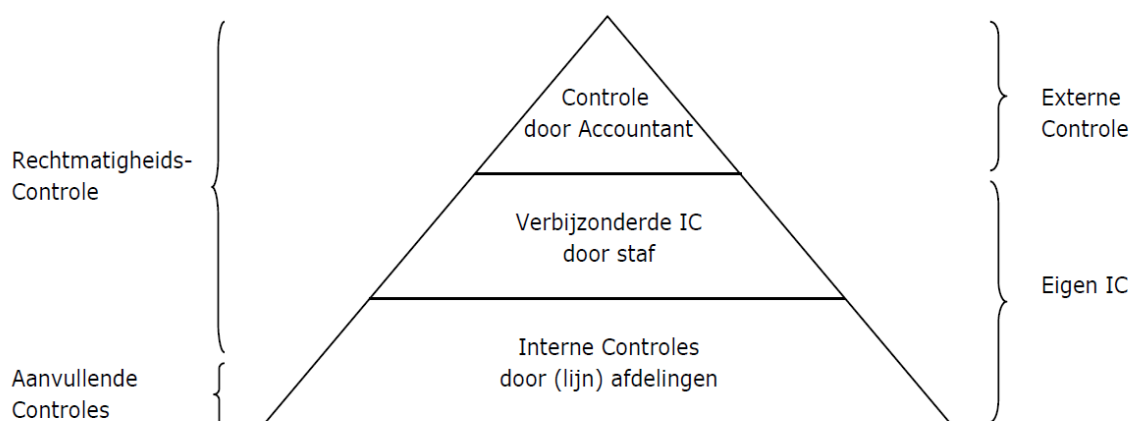 Controle
door Accountant
Externe
Controle
Rechtmatigheids-
Controle
Verbijzonderde IC
door staf
Eigen IC
Interne Controles
door (lijn) afdelingen
Aanvullende
Controles